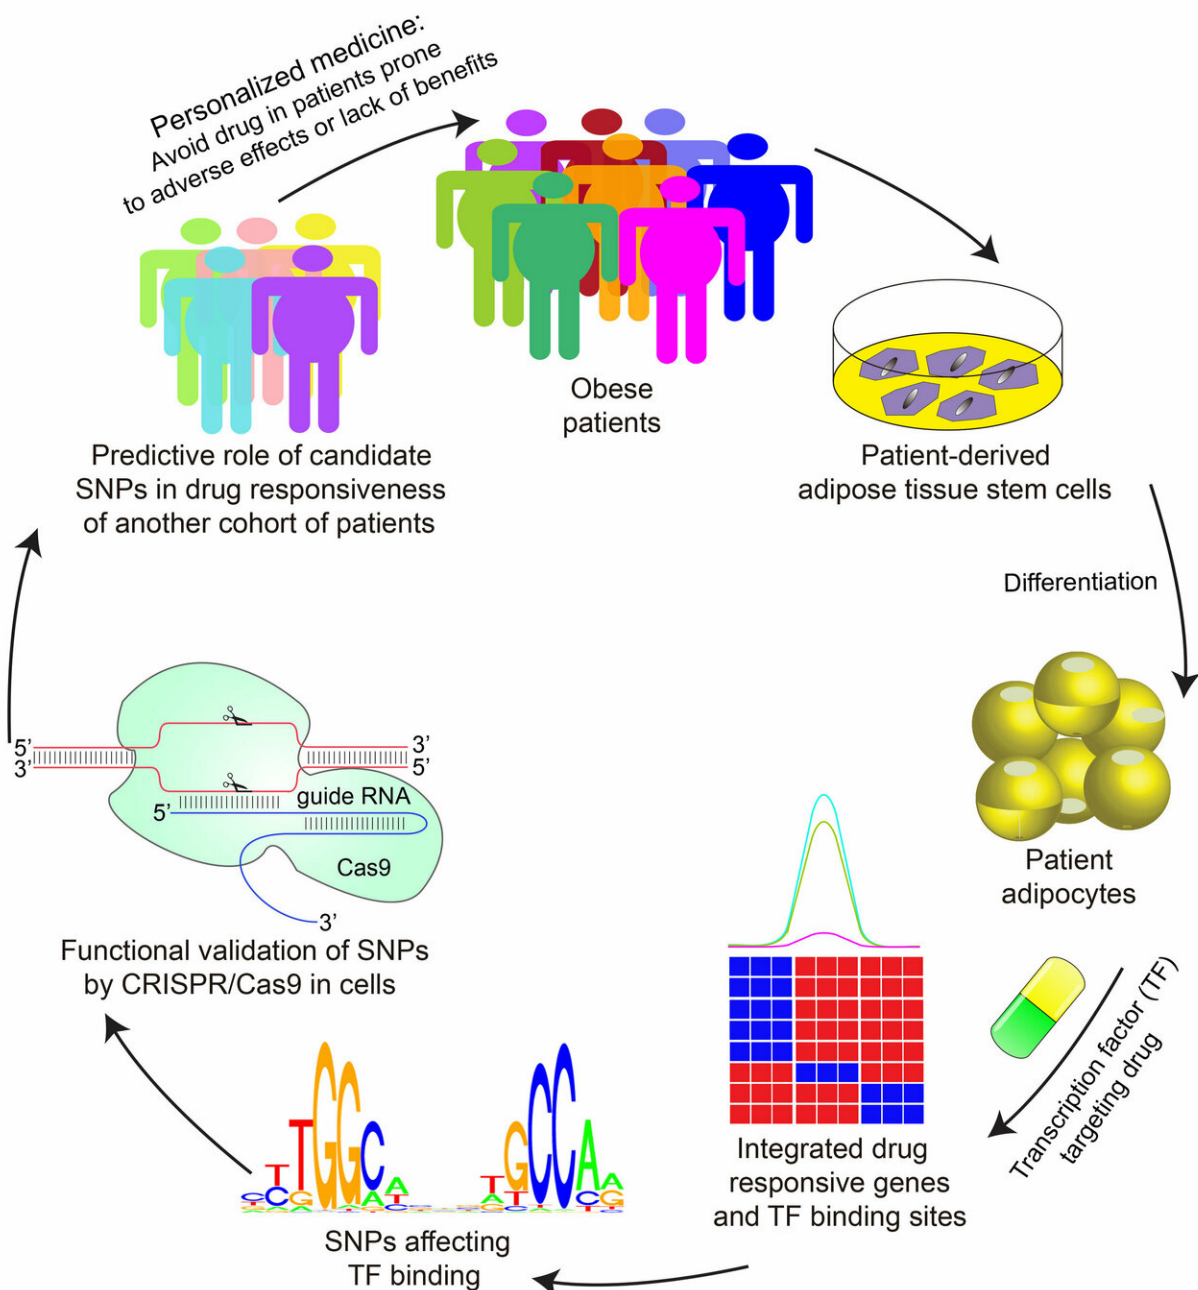 Personalized medicine:
Avoid drug in patients prone
to adverse effects or lack of benefits
Obese
patients
Patient-derived
adipose tissue stem cells
Differentiation
Patient
adipocytes
Transcription factor (TF)
targeting drug
Integrated drug
responsive genes
and TF binding sites
SNPs affecting
TF binding
Functional validation of SNPs
by CRISPR/Cas9 in cells
5’
3’
3’
5’
5’
guide RNA
Cas9
3’
Predictive role of candidate
SNPs in drug responsiveness
of another cohort of patients
TGGC
GCCA